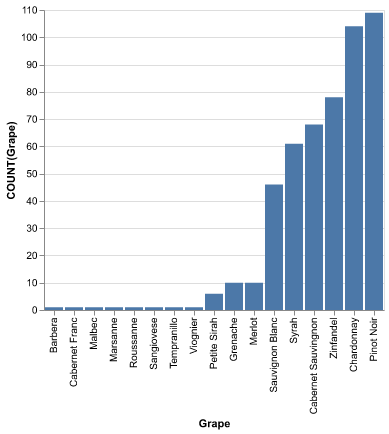 110
100
90
80
70
60
50
40
30
20
10
0
COUNT(Grape)
Barbera
Cabernet Franc
Malbec
Marsanne
Roussanne
Sangiovese
Tempranillo
Viognier
Petite Sirah
Grenache
Merlot
Sauvignon Blanc
Syrah
Cabernet Sauvingnon
Zinfandel
Chardonnay
Pinot Noir
Grape